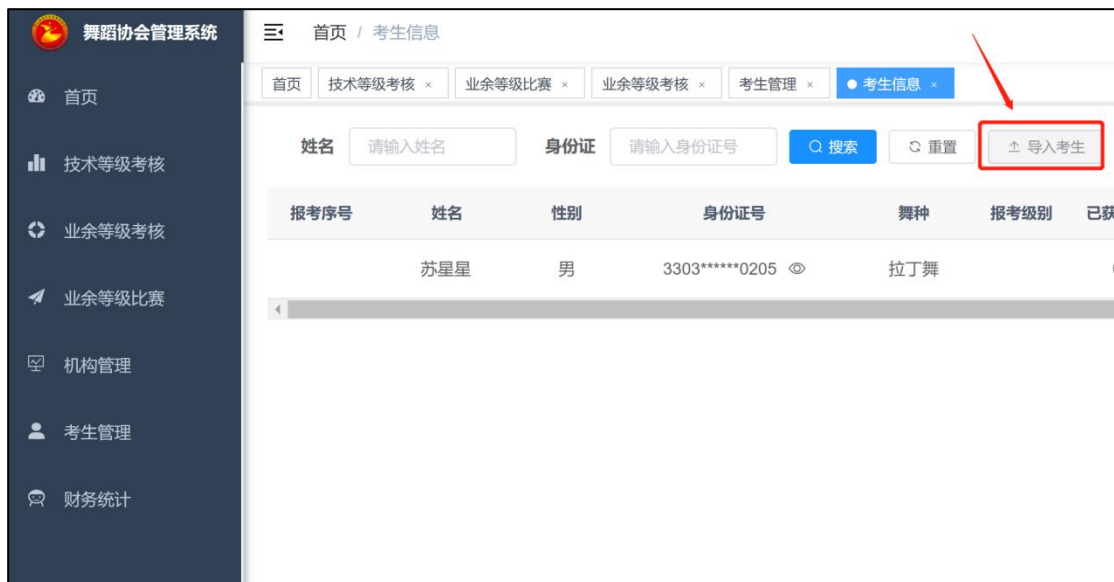 舞蹈协会管理系统
首页 / 考生信息
首页 技术等级考核 × 业余等级比赛 × 业余等级考核 × 考生管理 × 考生信息 ×
姓名 请输入姓名 身份证 请输入身份证号 搜索 重置 导入考生
报考序号 姓名 性别 身份证号 舞种 报考级别 已获
苏星星 男 3303******0205 拉丁舞
首页
技术等级考核
业余等级考核
业余等级比赛
机构管理
考生管理
财务统计